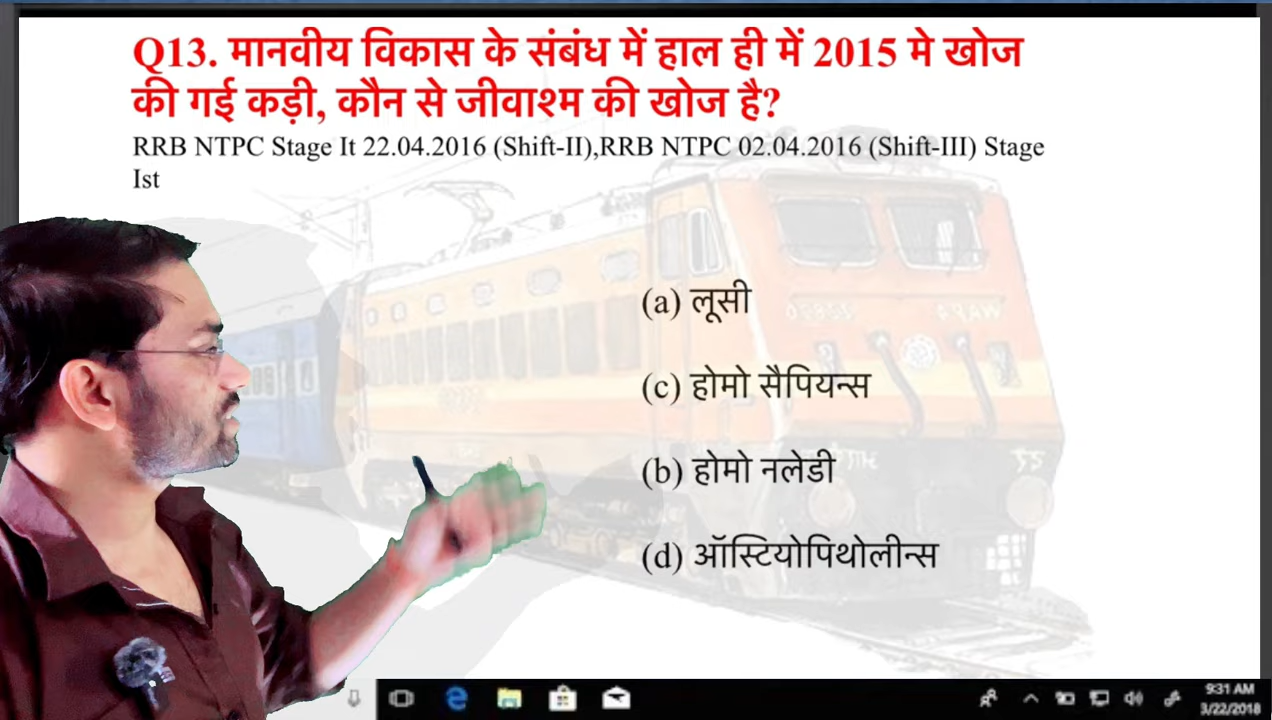 Q13. मानवीय विकास के संबंध में हाल ही में 2015 मे खोज
की गई कड़ी, कौन से जीवाश्म की खोज है?
RRB NTPC Stage It 22.04.2016 (Shift-II),RRB NTPC 02.04.2016 (Shift-III) Stage
Ist
(a) लूसी
(c) होमो सैपियन्स
(b) होमो नलेडी
(d) ऑस्टियोपिथोलीन्स
9:31 AM
3/22/2018